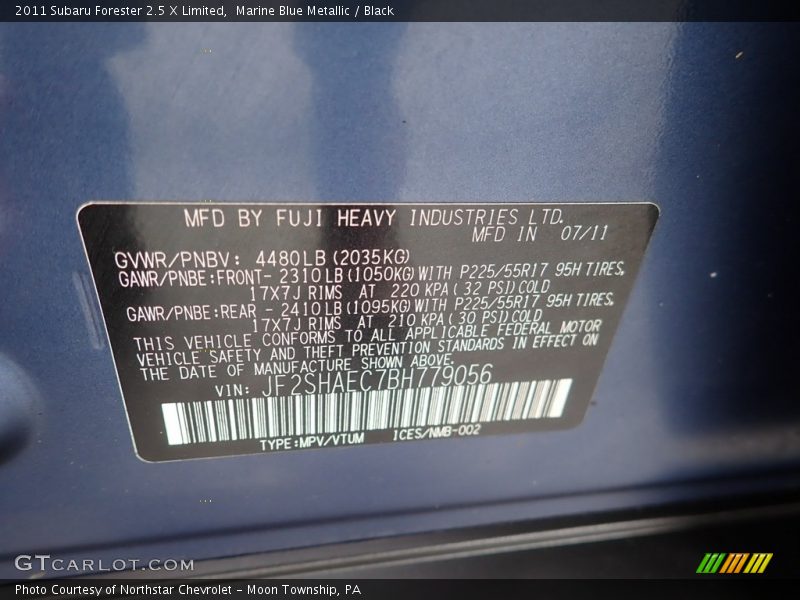 2011 Subaru Forester 2.5 X Limited,  Marine Blue Metallic / Black
MFD BY FUJI HEAVY INDUSTRIES LTD.
MFD IN 07/11
GVWR/PNBV: 4480LB(2035KG)
GAWR/PNBE:FRONT- 2310LB(1050KG)WITH P225/55R17 95H TIRES,
17X7J RIMS AT 220 KPA(32 PSI)COLD
GAWR/PNBE:REAR - 2410LB(1095KG)WITH P225/55R17 95H TIRES,
17X7J RIMS AT 210 KPA(30 PSI)COLD
THIS VEHICLE CONFORMS TO ALL APPLICABLE FEDERAL MOTOR
VEHICLE SAFETY AND THEFT PREVENTION STANDARDS IN EFFECT ON
THE DATE OF MANUFACTURE SHOWN ABOVE.
VIN: JF2SHAEC7BH779056
TYPE:MPV/VTUM ICES/NMB-002
GTCARLOT.COM
Photo Courtesy of Northstar Chevrolet - Moon Township, PA